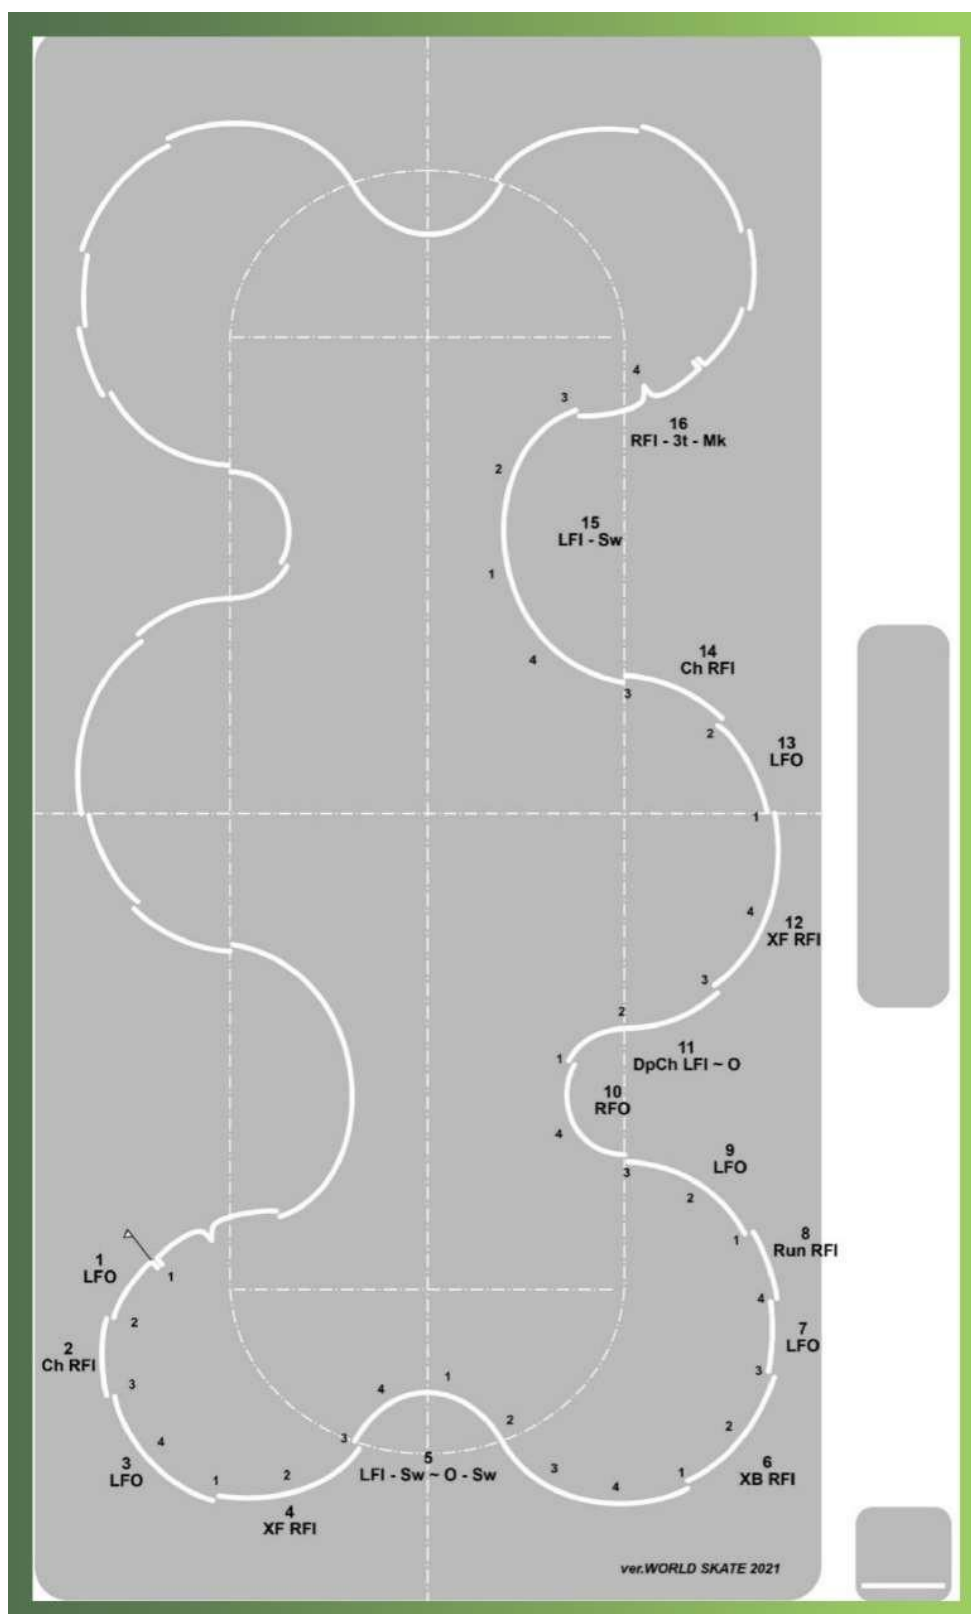 4
3
16
RFI - 3t - Mk
2
15
LFI - Sw
1
14
Ch RFI
4
3
2
13
LFO
1
4
12
XF RFI
3
2
1
11
DpCh LFI ~ O
10
RFO
4
9
LFO
3
2
1
8
Run RFI
1
LFO
1
4
2
7
LFO
2
Ch RFI
3
3
4
1
2
5
LFI - Sw ~ O - Sw
3
2
4
3
LFO
1
2
4
XF RFI
3
4
1
6
XB RFI
ver.WORLD SKATE 2021